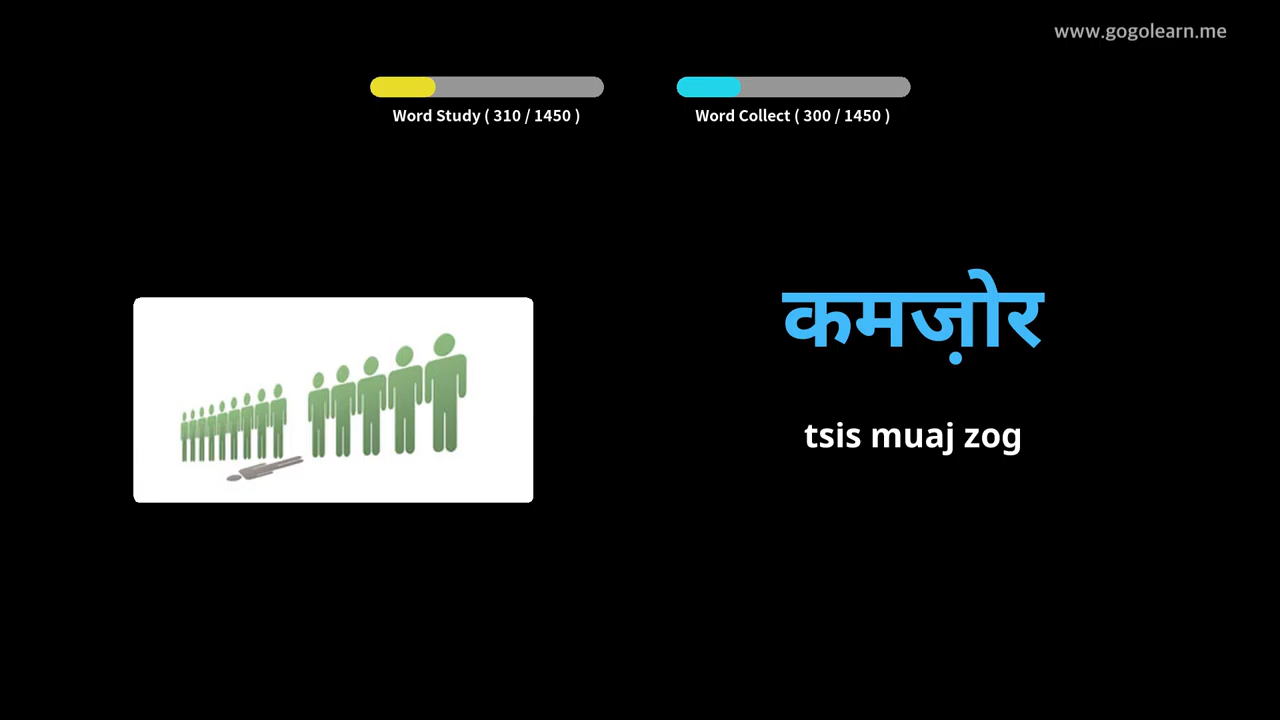 www.gogolearn.me
Word Study ( 310 / 1450 )
Word Collect ( 300 / 1450 )
कमज़ोर
tsis muaj zog